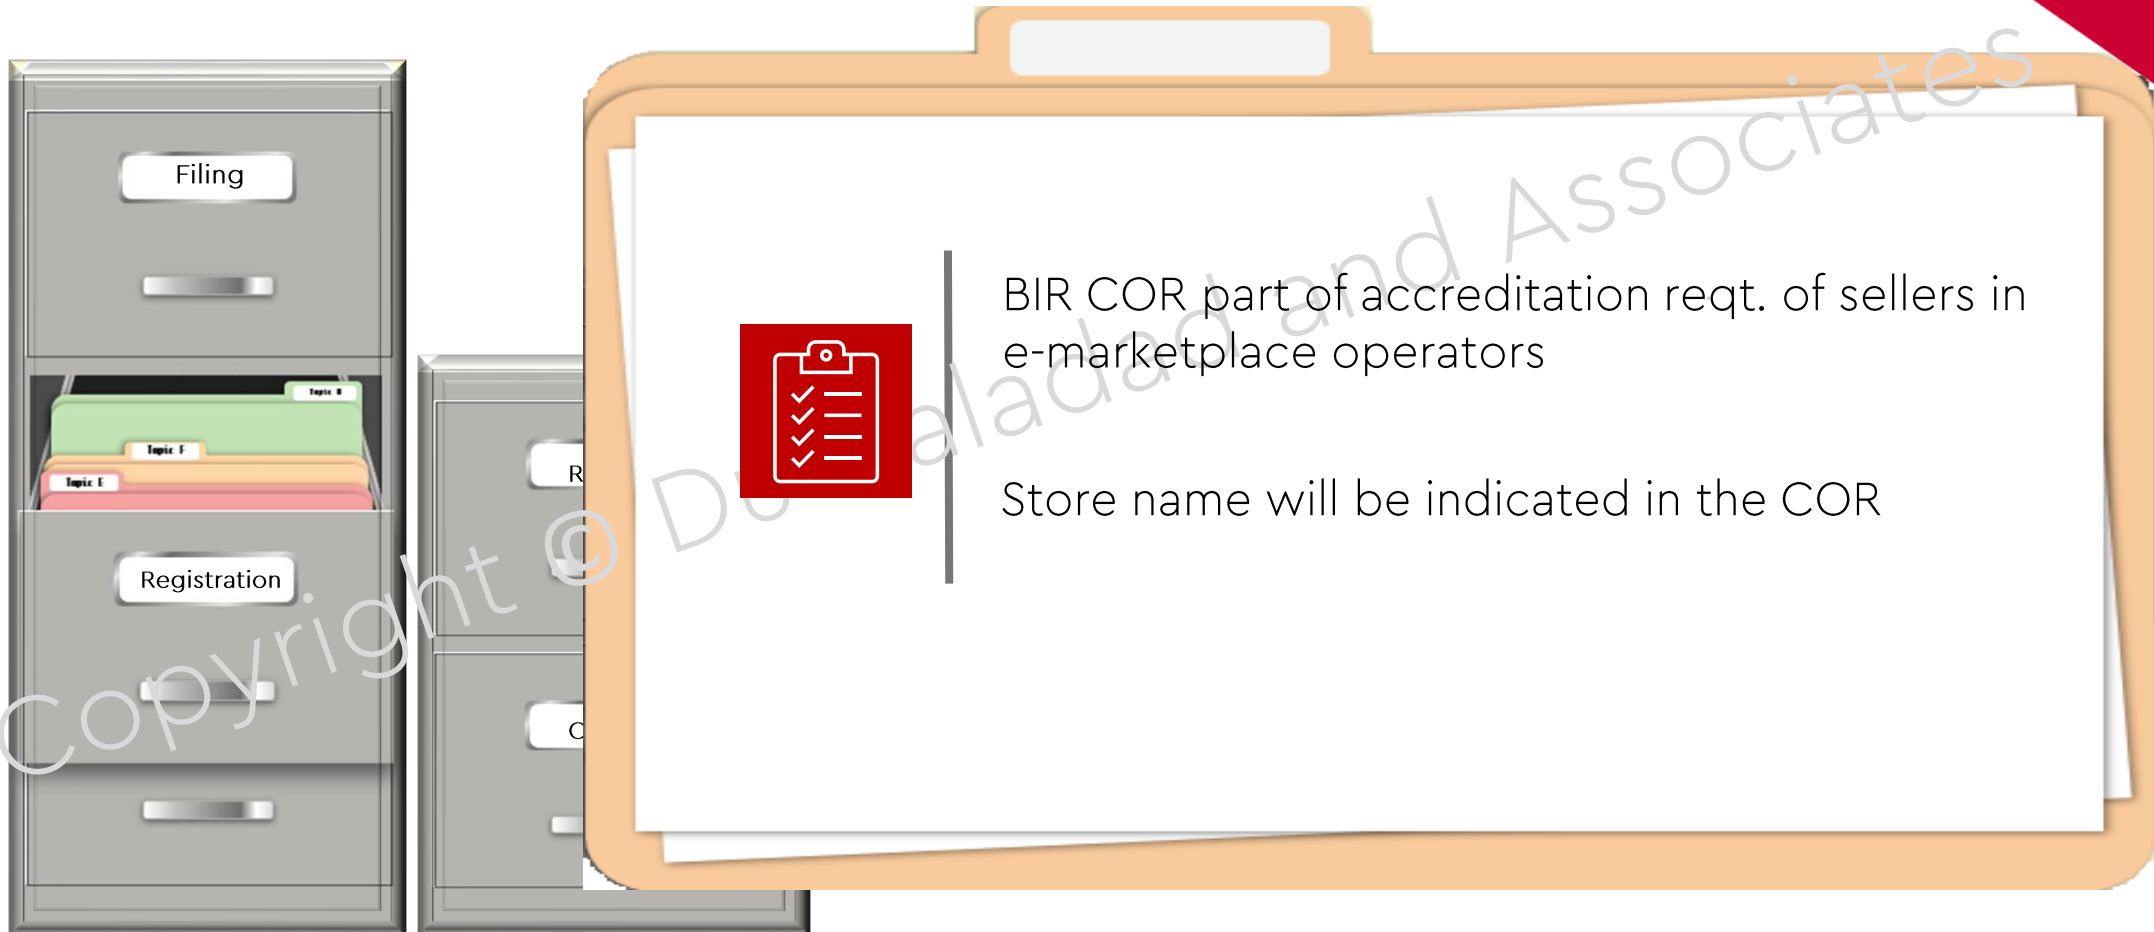 Filing
Topic E
Topic F
Registration
BIR COR part of accreditation reqt. of sellers in
e-marketplace operators
Store name will be indicated in the COR
Copyright © Du-Baladad and Associates